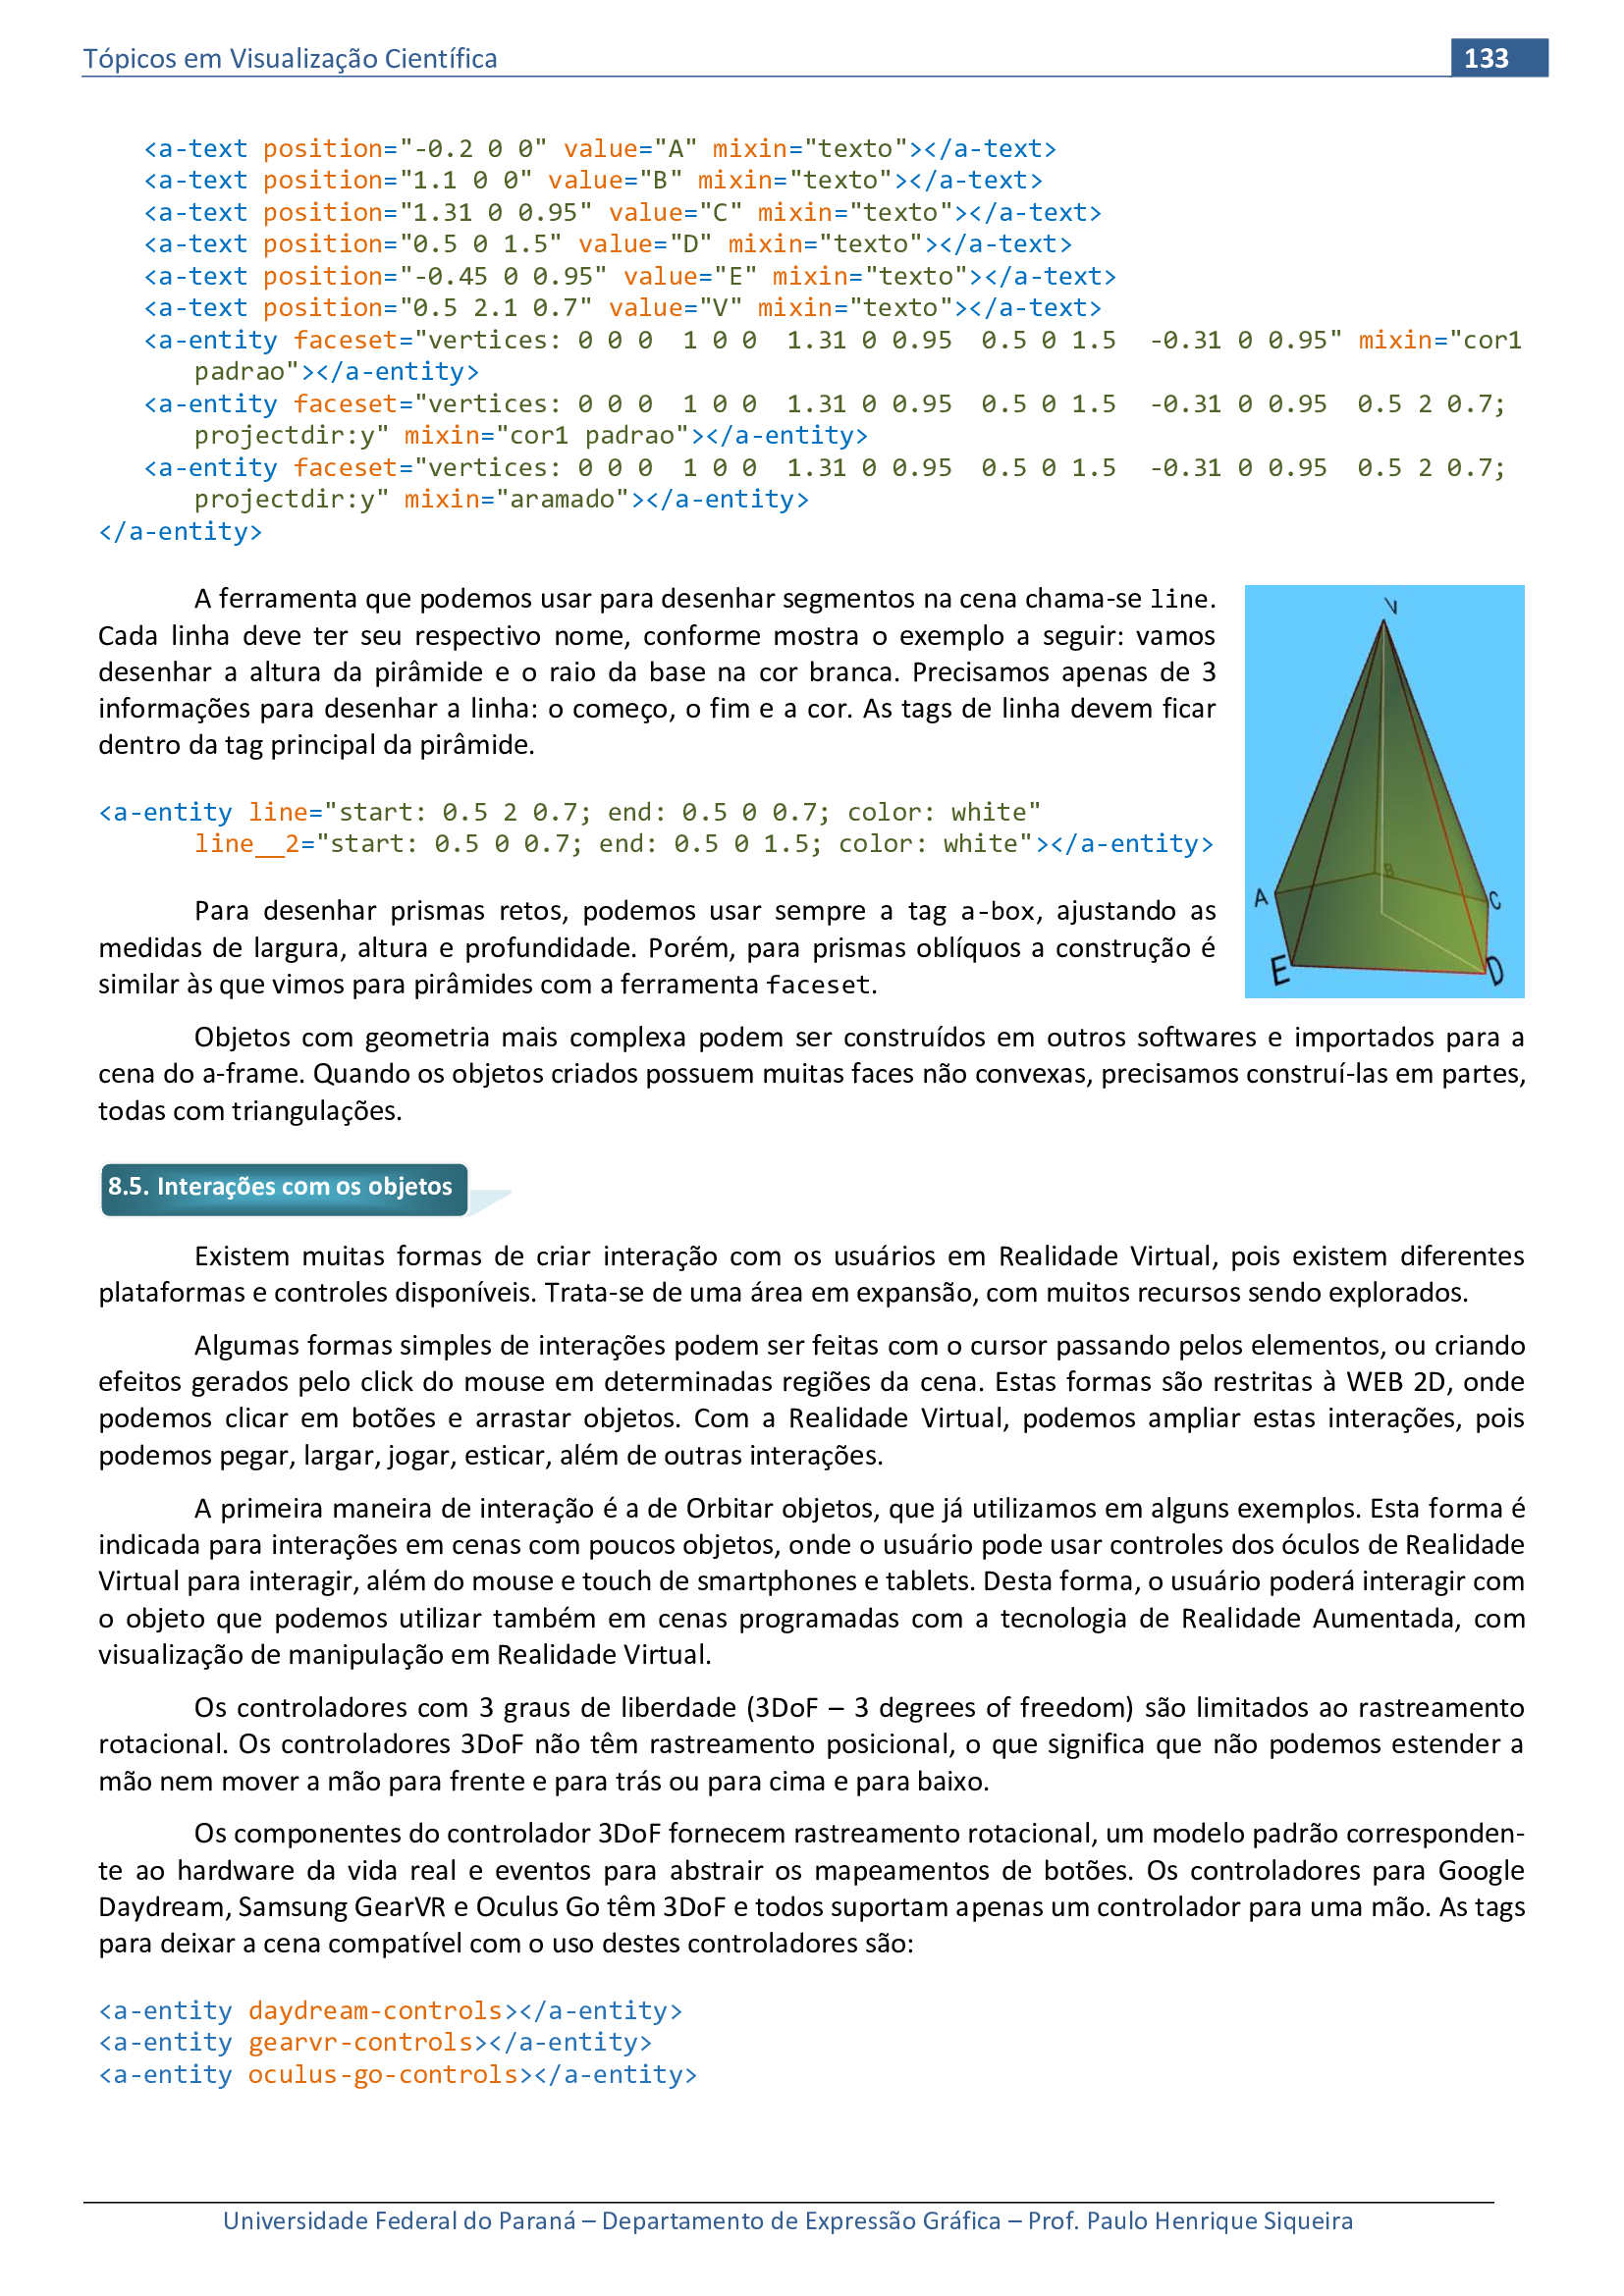 Tópicos em Visualização Científica 133
<a-text position="-0.2 0 0" value="A" mixin="texto"></a-text>
<a-text position="1.1 0 0" value="B" mixin="texto"></a-text>
<a-text position="1.31 0 0.95" value="C" mixin="texto"></a-text>
<a-text position="0.5 0 1.5" value="D" mixin="texto"></a-text>
<a-text position="-0.45 0 0.95" value="E" mixin="texto"></a-text>
<a-text position="0.5 2.1 0.7" value="V" mixin="texto"></a-text>
<a-entity faceset="vertices: 0 0 0  1 0 0  1.31 0 0.95  0.5 0 1.5  -0.31 0 0.95" mixin="cor1
padrao"></a-entity>
<a-entity faceset="vertices: 0 0 0  1 0 0  1.31 0 0.95  0.5 0 1.5  -0.31 0 0.95  0.5 2 0.7;
projectdir:y" mixin="cor1 padrao"></a-entity>
<a-entity faceset="vertices: 0 0 0  1 0 0  1.31 0 0.95  0.5 0 1.5  -0.31 0 0.95  0.5 2 0.7;
projectdir:y" mixin="aramado"></a-entity>
</a-entity>
A ferramenta que podemos usar para desenhar segmentos na cena chama-se line.
Cada linha deve ter seu respectivo nome, conforme mostra o exemplo a seguir: vamos
desenhar a altura da pirâmide e o raio da base na cor branca. Precisamos apenas de 3
informações para desenhar a linha: o começo, o fim e a cor. As tags de linha devem ficar
dentro da tag principal da pirâmide.
<a-entity line="start: 0.5 2 0.7; end: 0.5 0 0.7; color: white"
line__2="start: 0.5 0 0.7; end: 0.5 0 1.5; color: white"></a-entity>
Para desenhar prismas retos, podemos usar sempre a tag a-box, ajustando as
medidas de largura, altura e profundidade. Porém, para prismas oblíquos a construção é
similar às que vimos para pirâmides com a ferramenta faceset.
V
B
A
C
E
D
Objetos com geometria mais complexa podem ser construídos em outros softwares e importados para a
cena do a-frame. Quando os objetos criados possuem muitas faces não convexas, precisamos construí-las em partes,
todas com triangulações.
8.5. Interações com os objetos
Existem muitas formas de criar interação com os usuários em Realidade Virtual, pois existem diferentes
plataformas e controles disponíveis. Trata-se de uma área em expansão, com muitos recursos sendo explorados.
Algumas formas simples de interações podem ser feitas com o cursor passando pelos elementos, ou criando
efeitos gerados pelo click do mouse em determinadas regiões da cena. Estas formas são restritas à WEB 2D, onde
podemos clicar em botões e arrastar objetos. Com a Realidade Virtual, podemos ampliar estas interações, pois
podemos pegar, largar, jogar, esticar, além de outras interações.
A primeira maneira de interação é a de Orbitar objetos, que já utilizamos em alguns exemplos. Esta forma é
indicada para interações em cenas com poucos objetos, onde o usuário pode usar controles dos óculos de Realidade
Virtual para interagir, além do mouse e touch de smartphones e tablets. Desta forma, o usuário poderá interagir com
o objeto que podemos utilizar também em cenas programadas com a tecnologia de Realidade Aumentada, com
visualização de manipulação em Realidade Virtual.
Os controladores com 3 graus de liberdade (3DoF – 3 degrees of freedom) são limitados ao rastreamento
rotacional. Os controladores 3DoF não têm rastreamento posicional, o que significa que não podemos estender a
mão nem mover a mão para frente e para trás ou para cima e para baixo.
Os componentes do controlador 3DoF fornecem rastreamento rotacional, um modelo padrão corresponden-
te ao hardware da vida real e eventos para abstrair os mapeamentos de botões. Os controladores para Google
Daydream, Samsung GearVR e Oculus Go têm 3DoF e todos suportam apenas um controlador para uma mão. As tags
para deixar a cena compatível com o uso destes controladores são:
<a-entity daydream-controls></a-entity>
<a-entity gearvr-controls></a-entity>
<a-entity oculus-go-controls></a-entity>
Universidade Federal do Paraná – Departamento de Expressão Gráfica – Prof. Paulo Henrique Siqueira